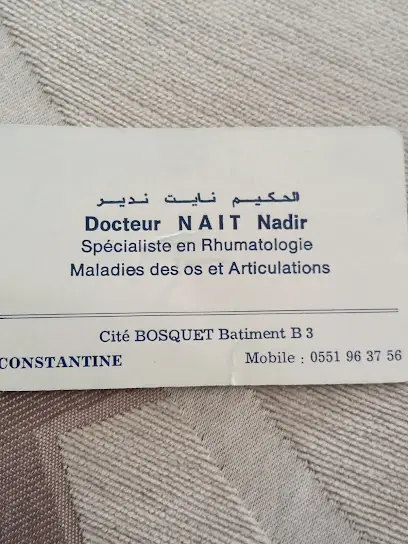 الحكيم نايت نديسر
Docteur NAIT Nadir
Spécialiste en Rhumatologie
Maladies des os et Articulations
Cité BOSQUET Batiment B 3
CONSTANTINE Mobile : 0551 96 37 56